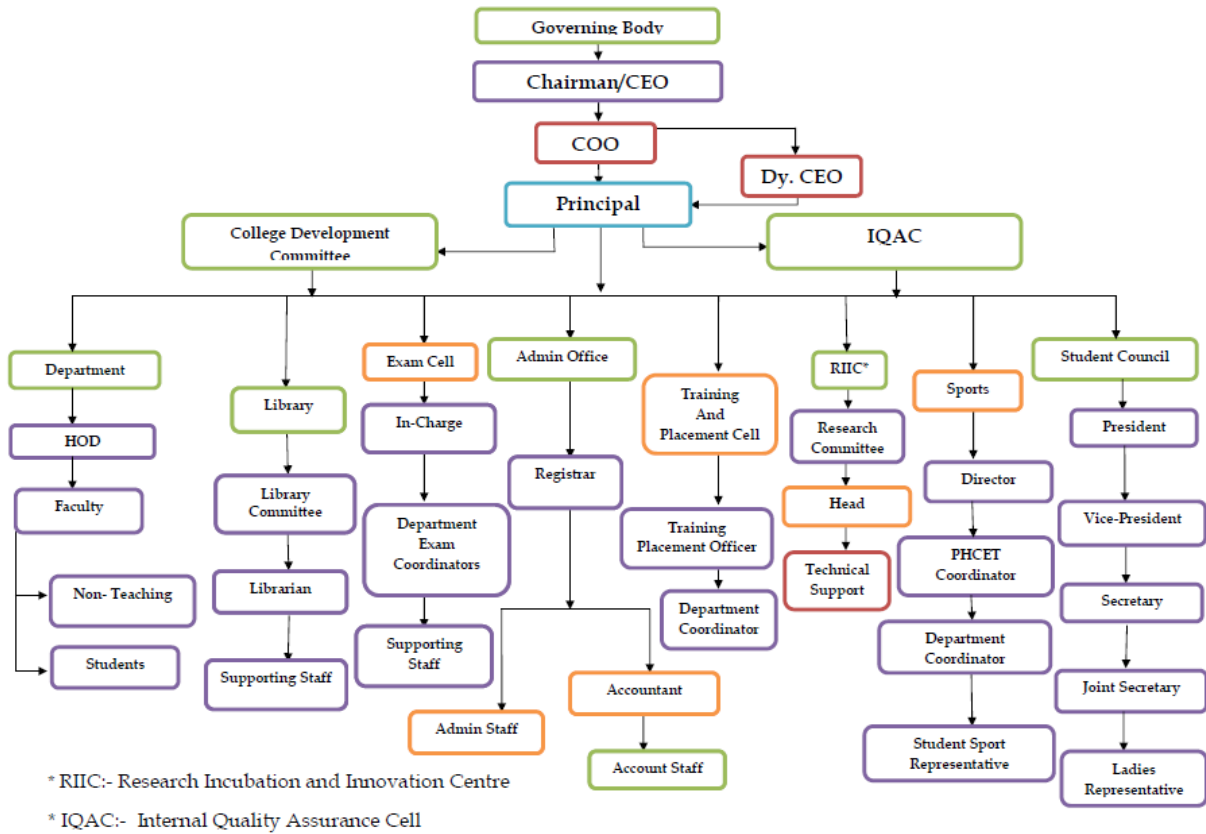 Governing Body
Chairman/CEO
COO
Dy. CEO
Principal
College Development
Committee
IQAC
Department
Library
Exam Cell
Admin Office
Training
And
Placement Cell
RIIC*
Sports
Student Council
HOD
Faculty
Non- Teaching
Students
Library
Committee
Librarian
Supporting Staff
In-Charge
Department
Exam
Coordinators
Supporting
Staff
Registrar
Admin Staff
Accountant
Account Staff
Training
Placement Officer
Department
Coordinator
Research
Committee
Head
Technical
Support
Director
PHCET
Coordinator
Department
Coordinator
Student Sport
Representative
President
Vice-President
Secretary
Joint Secretary
Ladies
Representative
* RIIC:- Research Incubation and Innovation Centre
* IQAC:- Internal Quality Assurance Cell